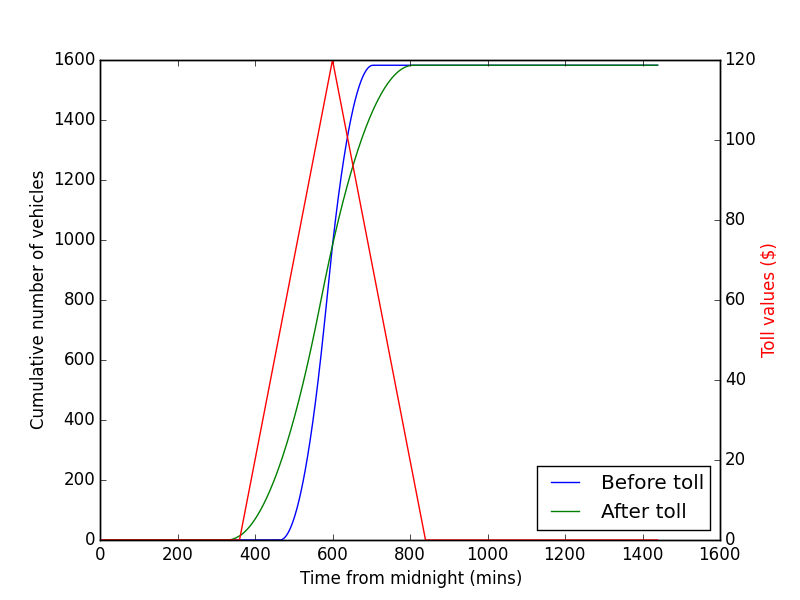 1600
1400
1200
1000
800
600
400
200
0
Cumulative number of vehicles
120
100
80
60
40
20
0
Toll values ($)
Before toll
After toll
0 200 400 600 800 1000 1200 1400 1600
Time from midnight (mins)